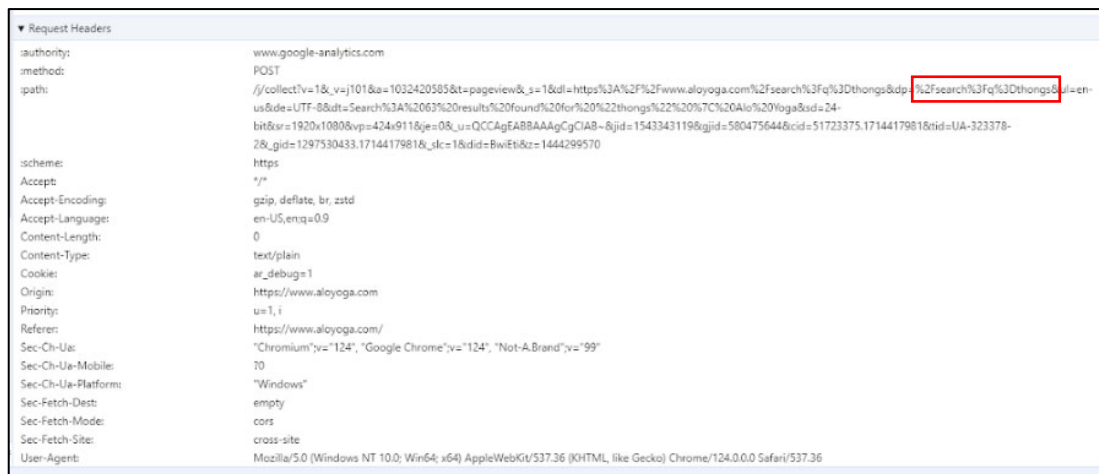 ▼ Request Headers
:authority: www.google-analytics.com
:method: POST
:path: /j/collect?v=1&_v=j101&a=1032420585&t=pageview&_s=1&dl=https%3A%2F%2Fwww.aloyoga.com%2Fsearch%3Fq%3Dthongs&dp=%2Fsearch%3Fq%3Dthongs&ul=en-
us&de=UTF-8&dt=Search%3A%2063%20results%20found%20for%20%22thongs%22%20%7C%20Alo%20Yoga&sd=24-
bit&sr=1920x1080&vp=424x911&je=0&_u=QCCAgEABBAAAgCgCIAB~&jid=1543343119&gjid=580475644&cid=51723375.1714417981&tid=UA-323378-
2&_gid=1297530433.1714417981&_slc=1&did=BwiEti&z=1444299570
:scheme: https
Accept: */*
Accept-Encoding: gzip, deflate, br, zstd
Accept-Language: en-US,en;q=0.9
Content-Length: 0
Content-Type: text/plain
Cookie: ar_debug=1
Origin: https://www.aloyoga.com
Priority: u=1, i
Referer: https://www.aloyoga.com/
Sec-Ch-Ua: "Chromium";v="124", "Google Chrome";v="124", "Not-A.Brand";v="99"
Sec-Ch-Ua-Mobile: ?0
Sec-Ch-Ua-Platform: "Windows"
Sec-Fetch-Dest: empty
Sec-Fetch-Mode: cors
Sec-Fetch-Site: cross-site
User-Agent: Mozilla/5.0 (Windows NT 10.0; Win64; x64) AppleWebKit/537.36 (KHTML, like Gecko) Chrome/124.0.0.0 Safari/537.36